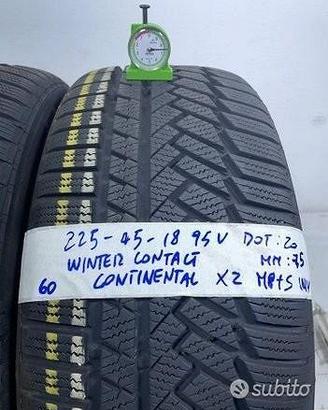 225-45-18 95V DOT: 20
WINTER CONTACT MM: 7,5
60 CONTINENTAL X2 M+S
subito